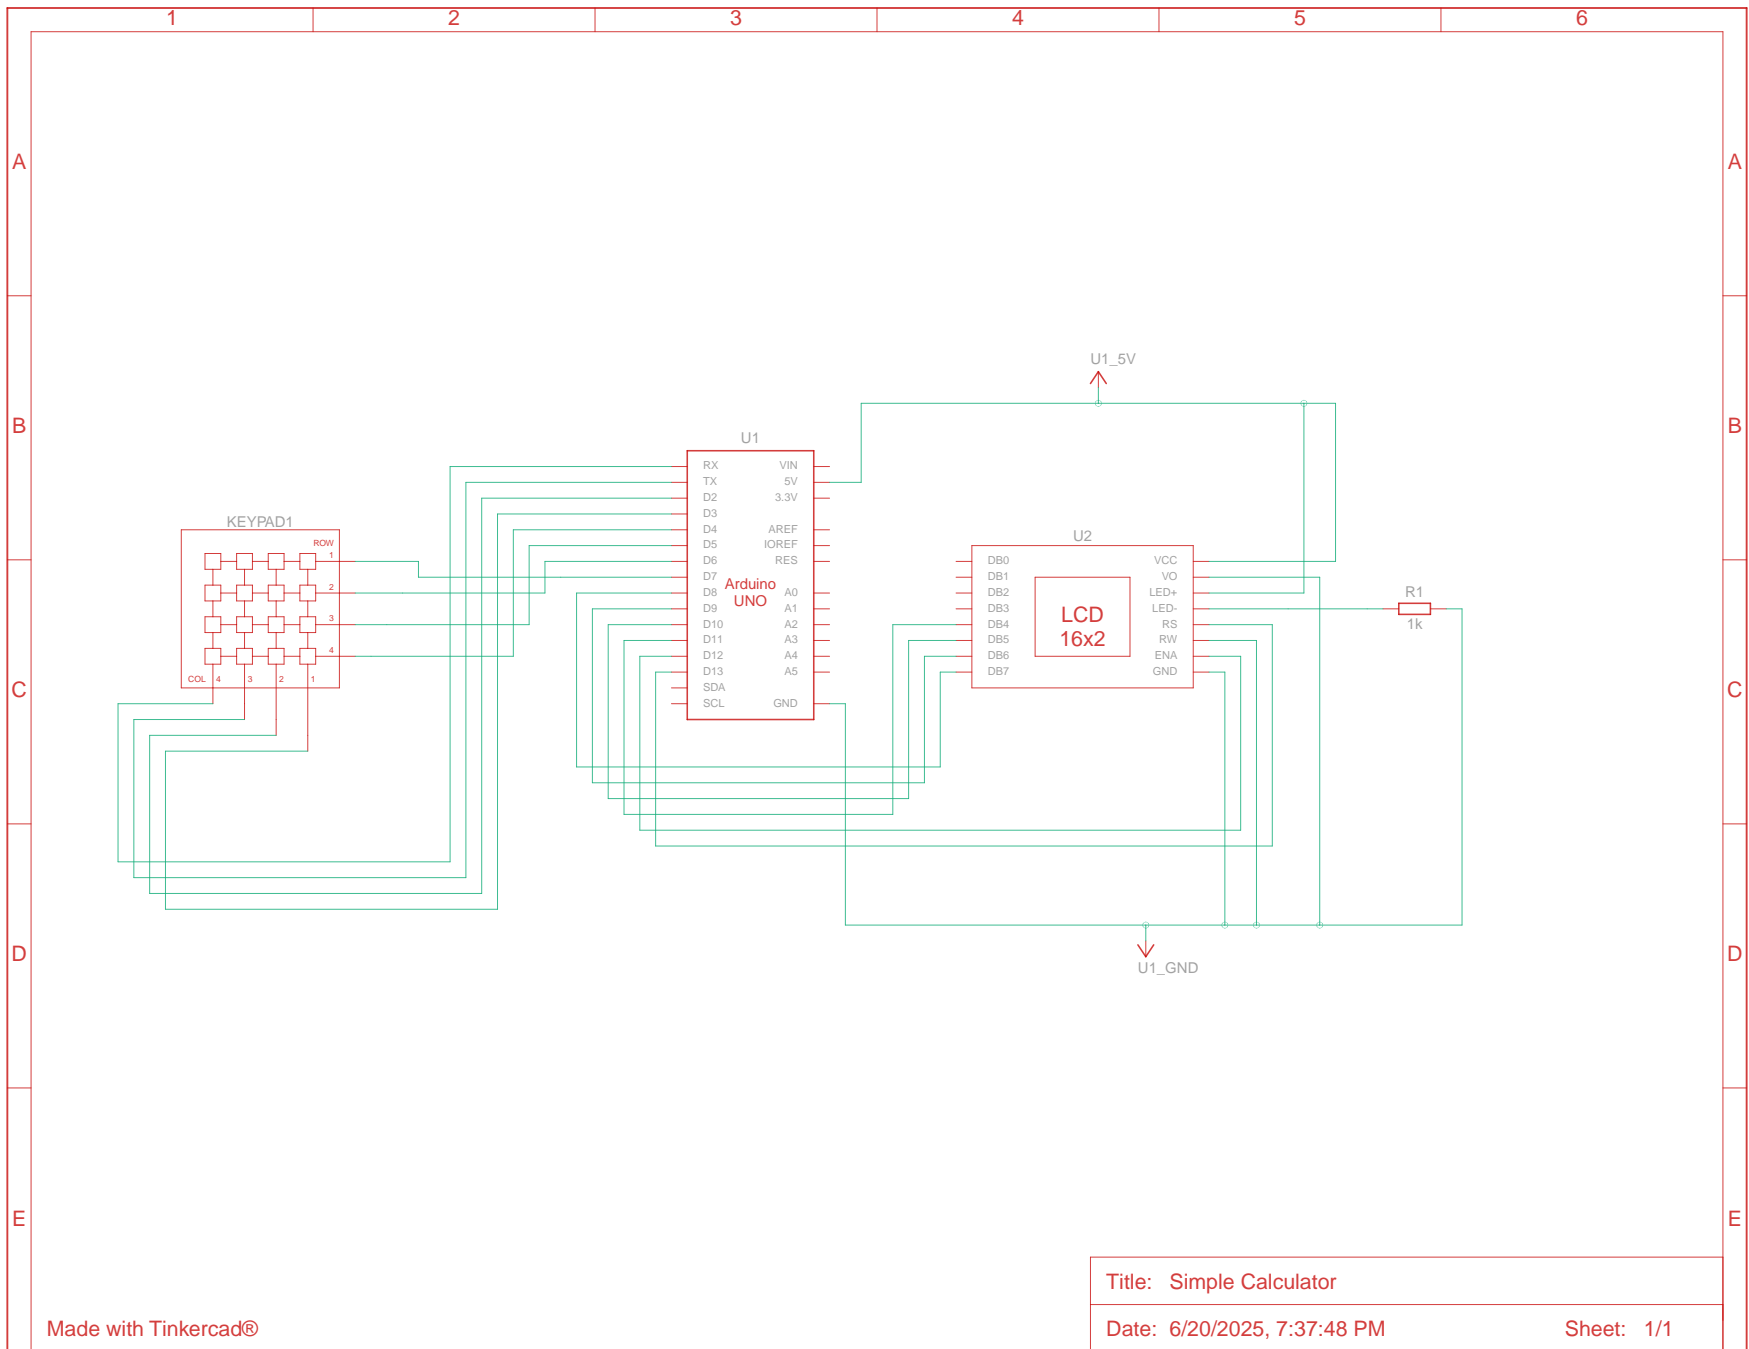 1 2 3 4 5 6
A A
U1_5V
B B
U1
RX VIN
TX 5V
D2 3.3V
D3
D4 AREF
D5 IOREF
D6 RES
D7
D8 A0
D9 A1
D10 A2
D11 A3
D12 A4
D13 A5
SDA
SCL GND
Arduino
UNO
KEYPAD1
ROW
1
2
3
4
COL 4 3 2 1
U2
DB0 VCC
DB1 VO
DB2 LED+
DB3 LED-
DB4 RS
DB5 RW
DB6 ENA
DB7 GND
LCD
16x2
R1
1k
C C
D D
U1_GND
E E
Title: Simple Calculator
Made with Tinkercad®
Date: 6/20/2025, 7:37:48 PM Sheet: 1/1